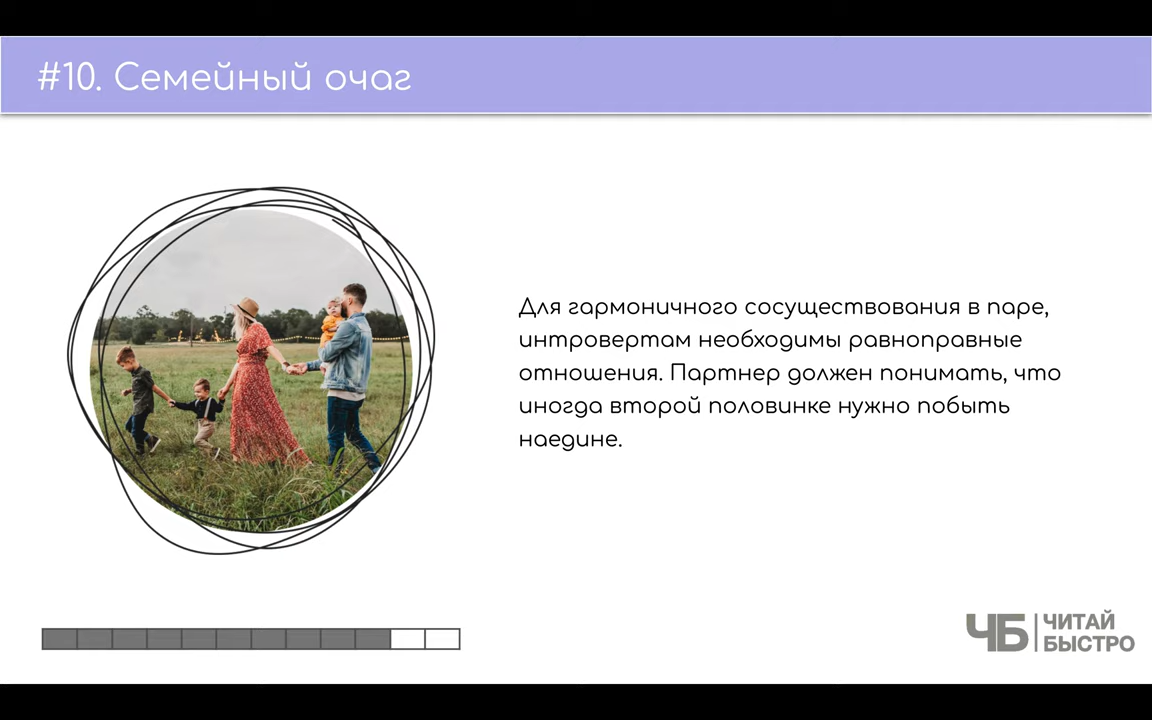 #10. Семейный очаг
Для гармоничного сосуществования в паре,
интровертам необходимы равноправные
отношения. Партнер должен понимать, что
иногда второй половинке нужно побыть
наедине.
ЧБ
ЧИТАЙ
БЫСТРО